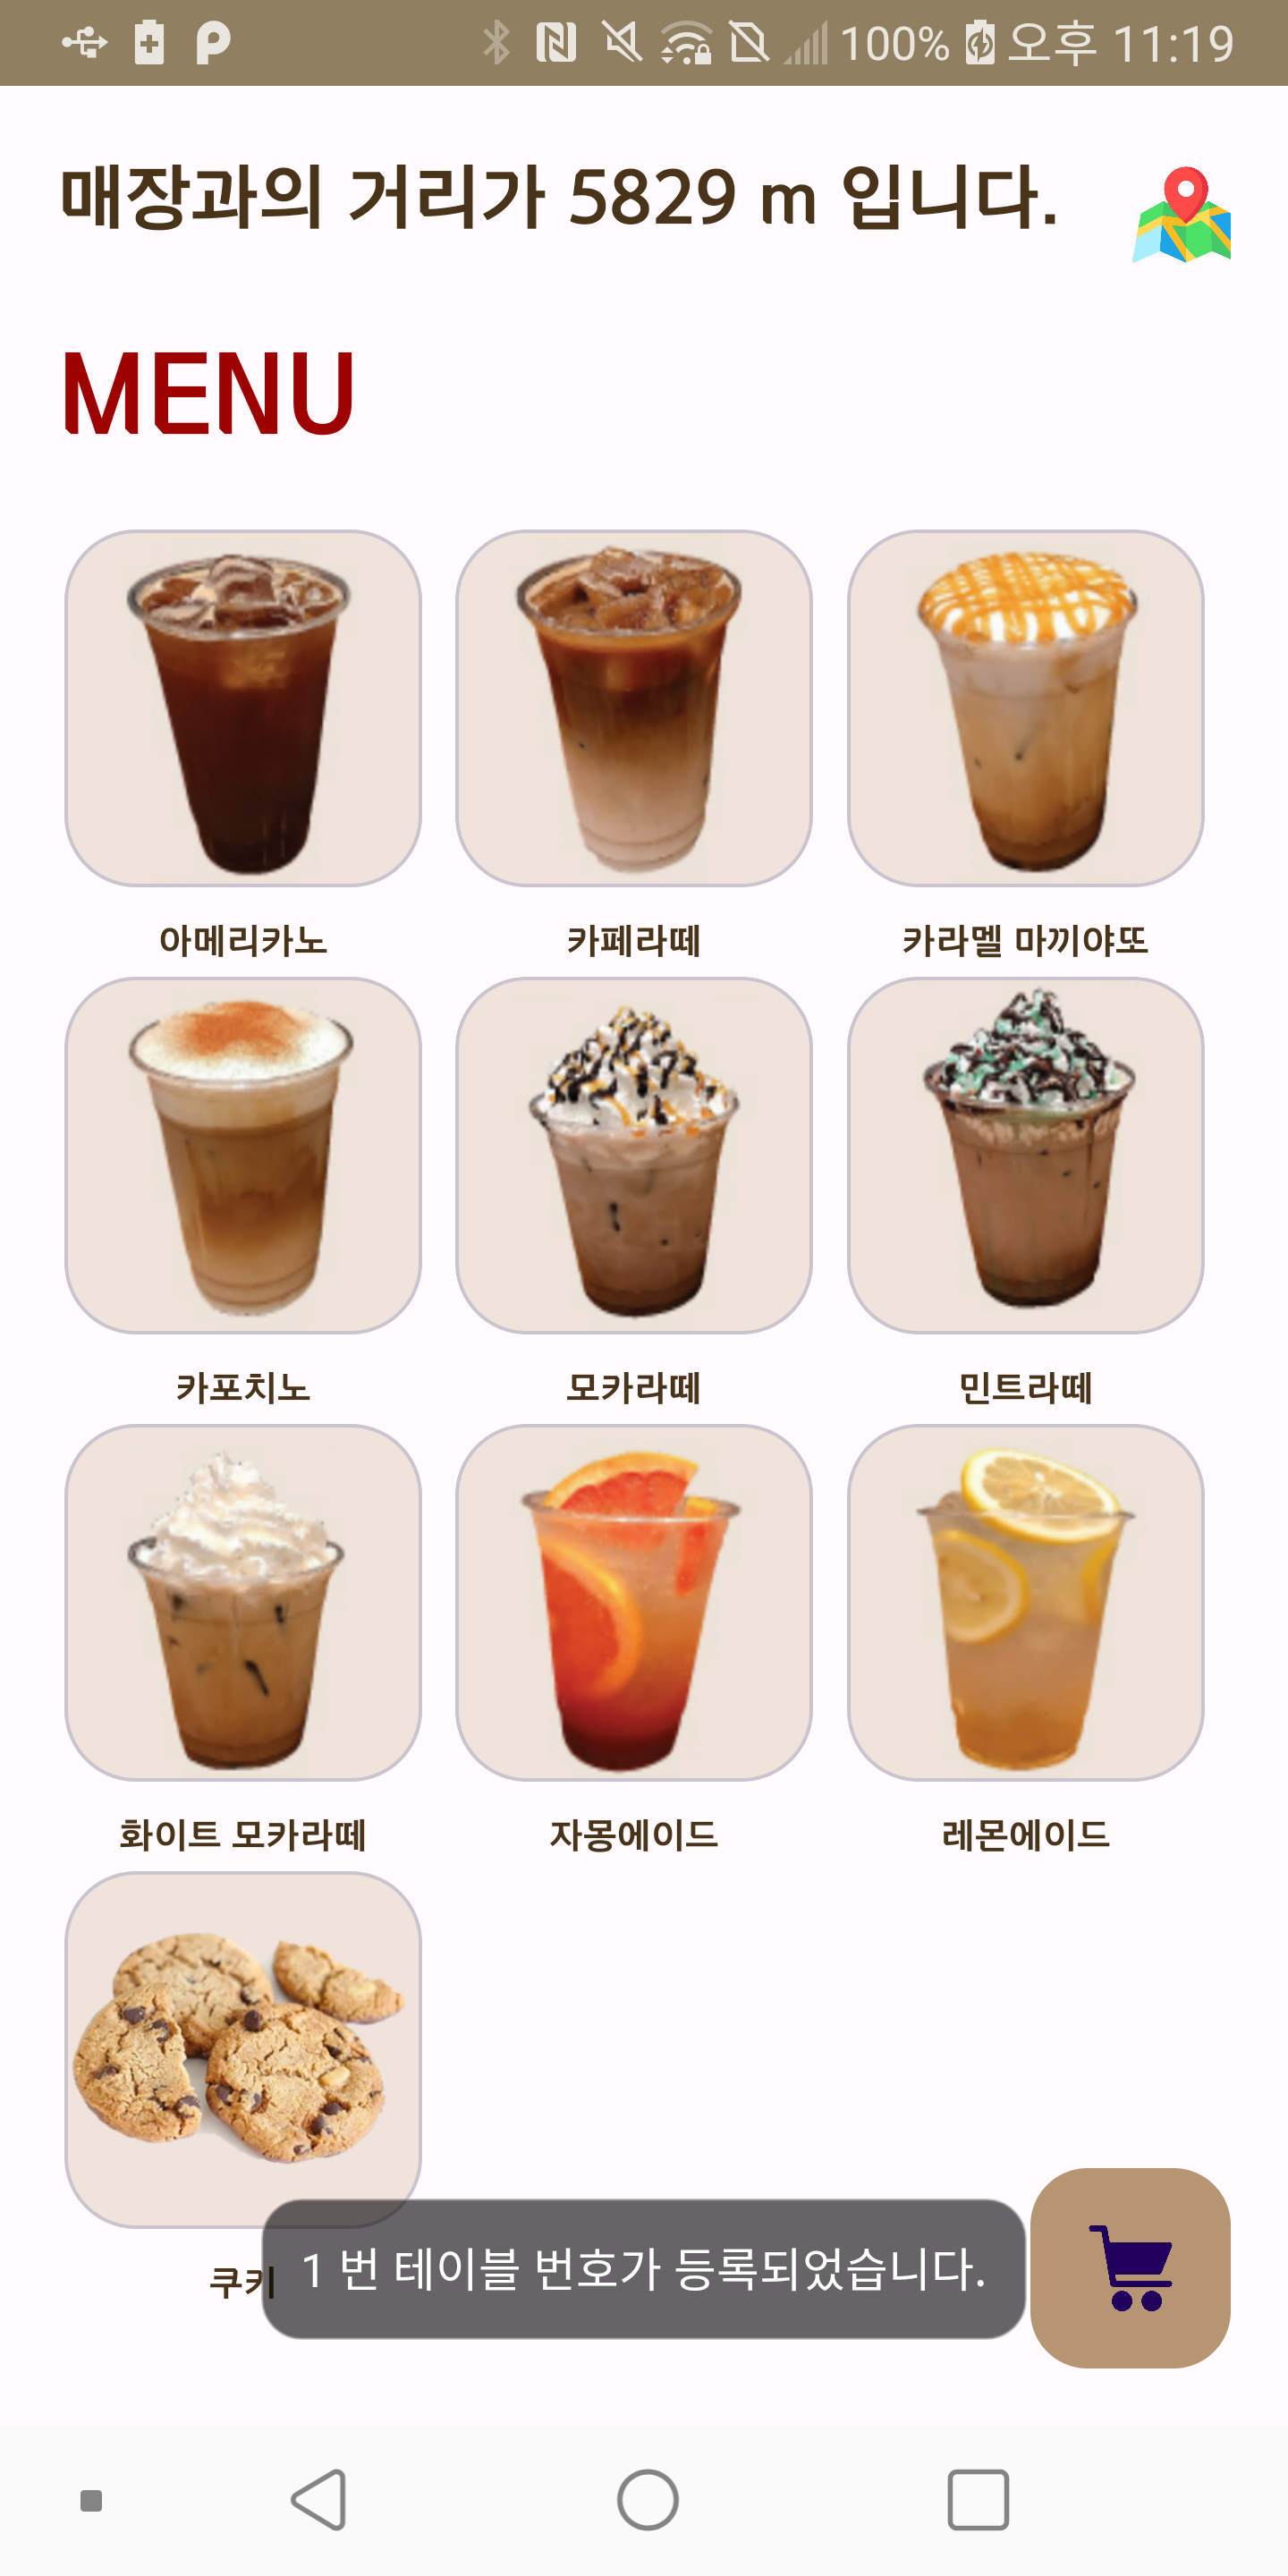 100% 오후 11:19
매장과의 거리가 5829 m 입니다.
MENU
아메리카노 카페라떼 카라멜 마끼야또
카포치노 모카라떼 민트라떼
화이트 모카라떼 자몽에이드 레몬에이드
쿠키
1 번 테이블 번호가 등록되었습니다.